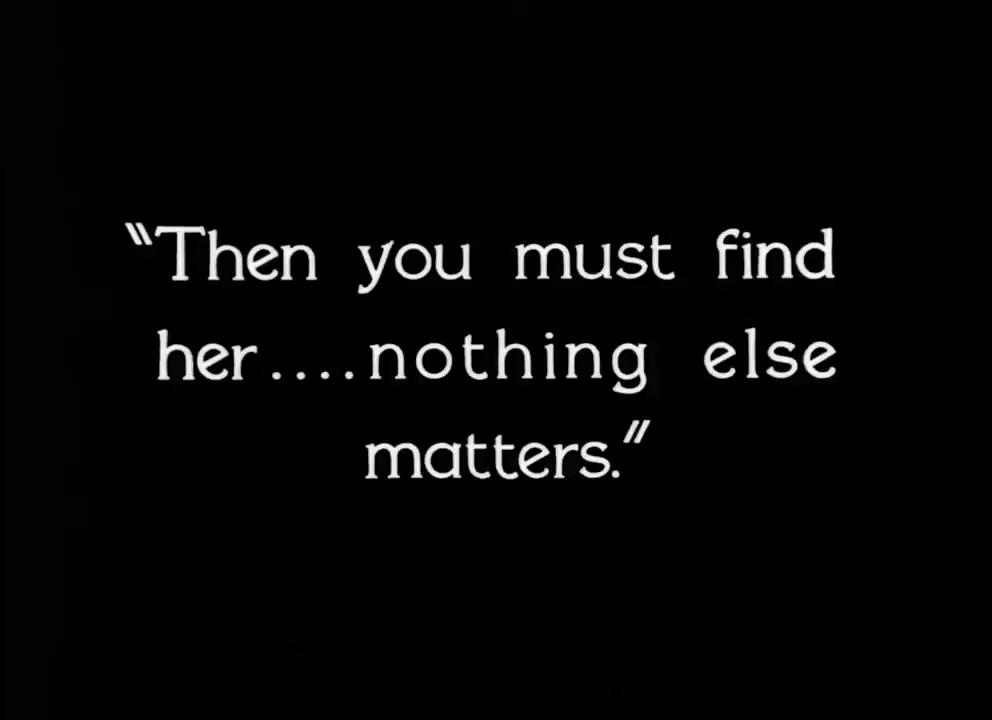 "Then you must find
her....nothing else
matters."